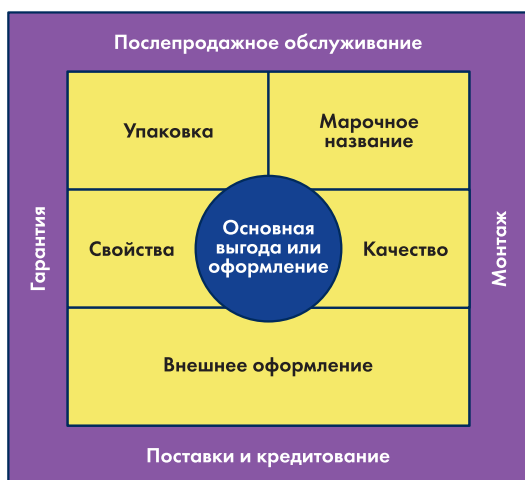 Послепродажное обслуживание
Упаковка
Марочное
название
Гарантия
Свойства
Основная
выгода или
оформление
Качество
Монтаж
Внешнее оформление
Поставки и кредитование